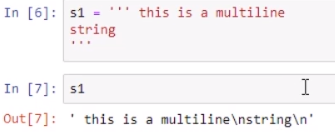 In [6]: s1 = ''' this is a multiline
string
'''
In [7]: s1
Out[7]: ' this is a multiline\nstring\n'